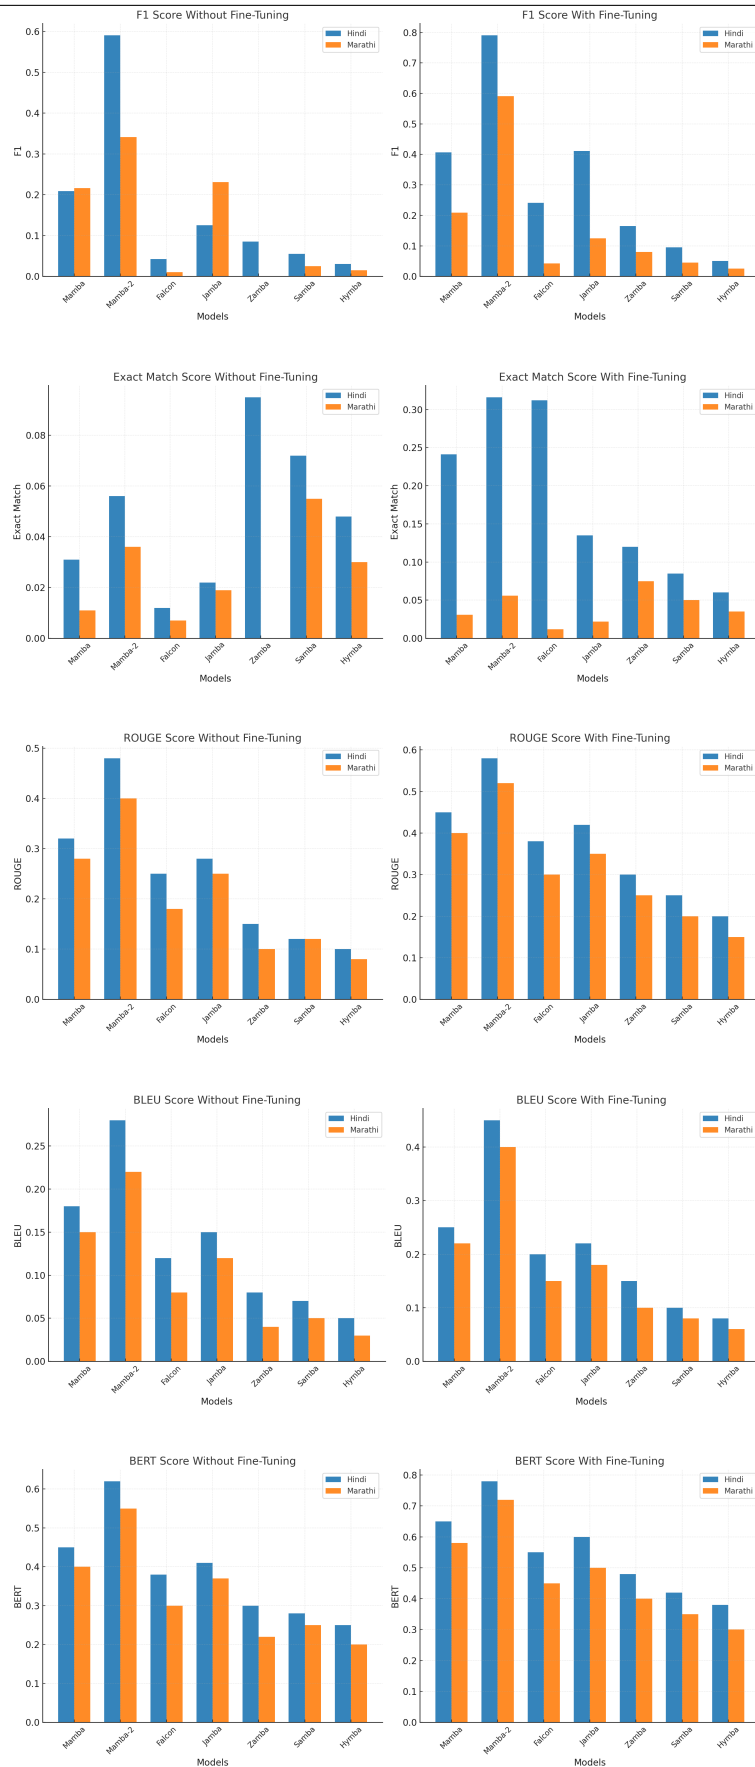 F1 Score Without Fine-Tuning
Hindi
Marathi
0.6
0.5
0.4
0.3
0.2
0.1
0.0
F1
Mamba
Mamba-2
Falcon
Jamba
Zamba
Samba
Hymba
Models
F1 Score With Fine-Tuning
Hindi
Marathi
0.8
0.7
0.6
0.5
0.4
0.3
0.2
0.1
0.0
F1
Mamba
Mamba-2
Falcon
Jamba
Zamba
Samba
Hymba
Models
Exact Match Score Without Fine-Tuning
Hindi
Marathi
0.08
0.06
0.04
0.02
0.00
Exact Match
Mamba
Mamba-2
Falcon
Jamba
Zamba
Samba
Hymba
Models
Exact Match Score With Fine-Tuning
Hindi
Marathi
0.30
0.25
0.20
0.15
0.10
0.05
0.00
Exact Match
Mamba
Mamba-2
Falcon
Jamba
Zamba
Samba
Hymba
Models
ROUGE Score Without Fine-Tuning
Hindi
Marathi
0.5
0.4
0.3
0.2
0.1
0.0
ROUGE
Mamba
Mamba-2
Falcon
Jamba
Zamba
Samba
Hymba
Models
ROUGE Score With Fine-Tuning
Hindi
Marathi
0.6
0.5
0.4
0.3
0.2
0.1
0.0
ROUGE
Mamba
Mamba-2
Falcon
Jamba
Zamba
Samba
Hymba
Models
BLEU Score Without Fine-Tuning
Hindi
Marathi
0.25
0.20
0.15
0.10
0.05
0.00
BLEU
Mamba
Mamba-2
Falcon
Jamba
Zamba
Samba
Hymba
Models
BLEU Score With Fine-Tuning
Hindi
Marathi
0.4
0.3
0.2
0.1
0.0
BLEU
Mamba
Mamba-2
Falcon
Jamba
Zamba
Samba
Hymba
Models
BERT Score Without Fine-Tuning
Hindi
Marathi
0.6
0.5
0.4
0.3
0.2
0.1
0.0
BERT
Mamba
Mamba-2
Falcon
Jamba
Zamba
Samba
Hymba
Models
BERT Score With Fine-Tuning
Hindi
Marathi
0.8
0.7
0.6
0.5
0.4
0.3
0.2
0.1
0.0
BERT
Mamba
Mamba-2
Falcon
Jamba
Zamba
Samba
Hymba
Models